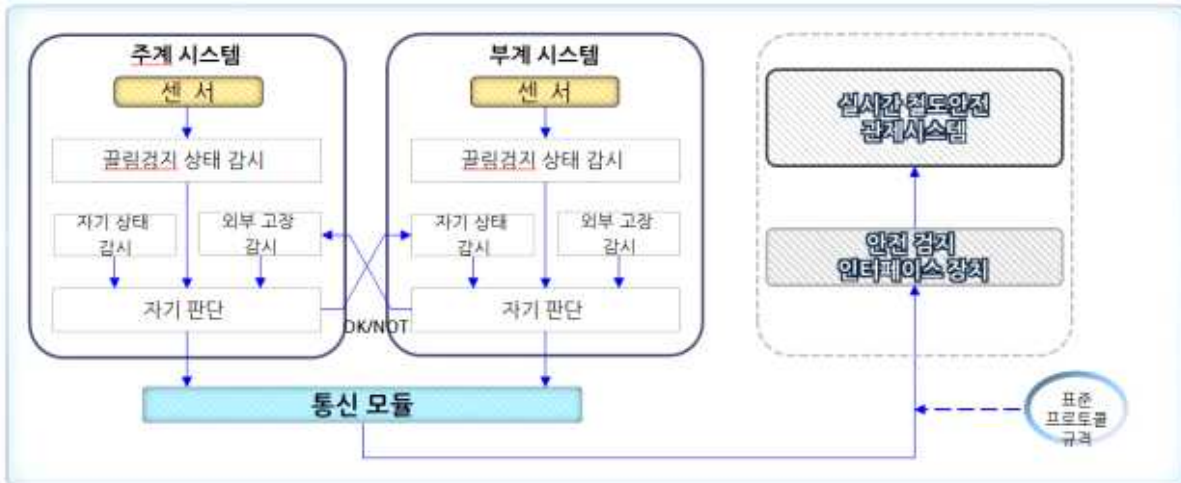 주계 시스템
센 서
끌림검지 상태 감시
자기 상태
감시
외부 고장
감시
자기 판단
부계 시스템
센 서
끌림검지 상태 감시
자기 상태
감시
외부 고장
감시
자기 판단
OK/NOT
통신 모듈
실시간 철도안전
관제시스템
안전 검지
인터페이스 장치
표준
프로토콜
규격